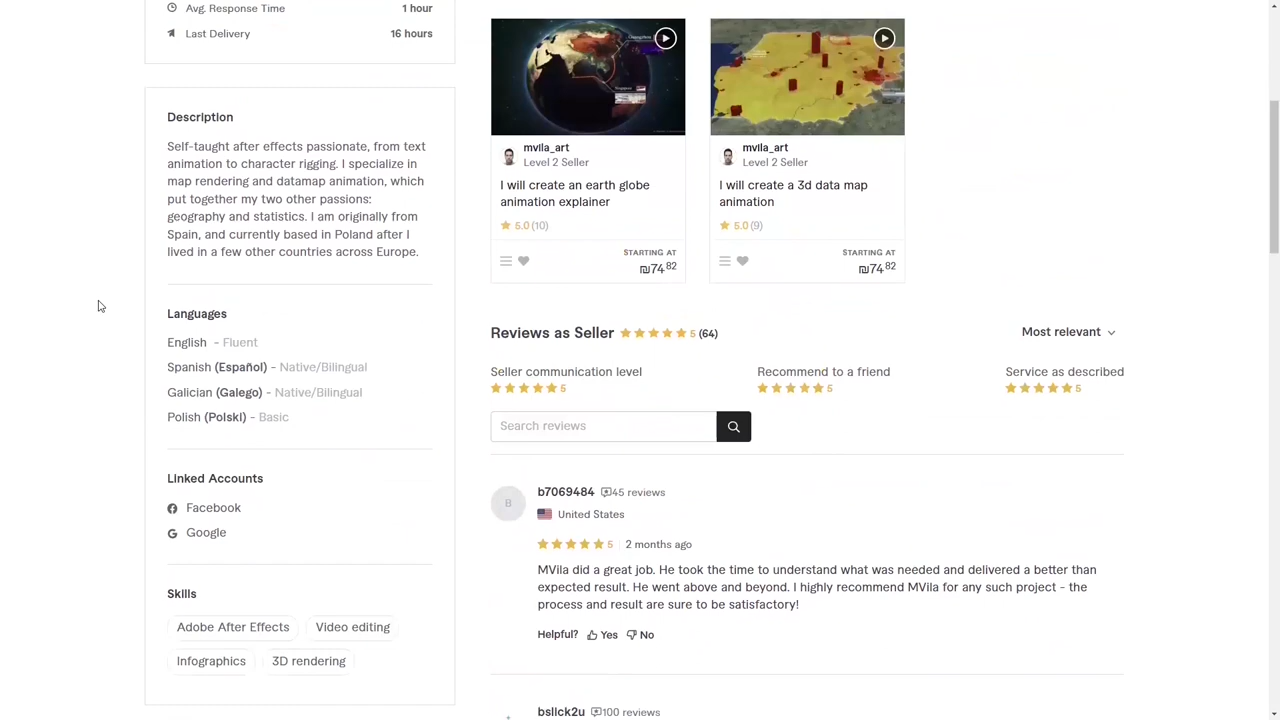 Avg. Response Time 1 hour
Last Delivery 16 hours
Description
Self-taught after effects passionate, from text
animation to character rigging. I specialize in
map rendering and datamap animation, which
put together my two other passions:
geography and statistics. I am originally from
Spain, and currently based in Poland after I
lived in a few other countries across Europe.
Languages
English - Fluent
Spanish (Español) - Native/Bilingual
Galician (Galego) - Native/Bilingual
Polish (Polski) - Basic
Linked Accounts
Facebook
Google
Skills
Adobe After Effects
Video editing
Infographics
3D rendering
mvila_art
Level 2 Seller
I will create an earth globe
animation explainer
5.0 (10)
STARTING AT
₪74 82
mvila_art
Level 2 Seller
I will create a 3d data map
animation
5.0 (9)
STARTING AT
₪74 82
Reviews as Seller 5 (64)
Most relevant
Seller communication level
5
Recommend to a friend
5
Service as described
5
Search reviews
B
b7069484 45 reviews
United States
5 | 2 months ago
MVila did a great job. He took the time to understand what was needed and delivered a better than
expected result. He went above and beyond. I highly recommend MVila for any such project - the
process and result are sure to be satisfactory!
Helpful? Yes No
bslick2u 100 reviews